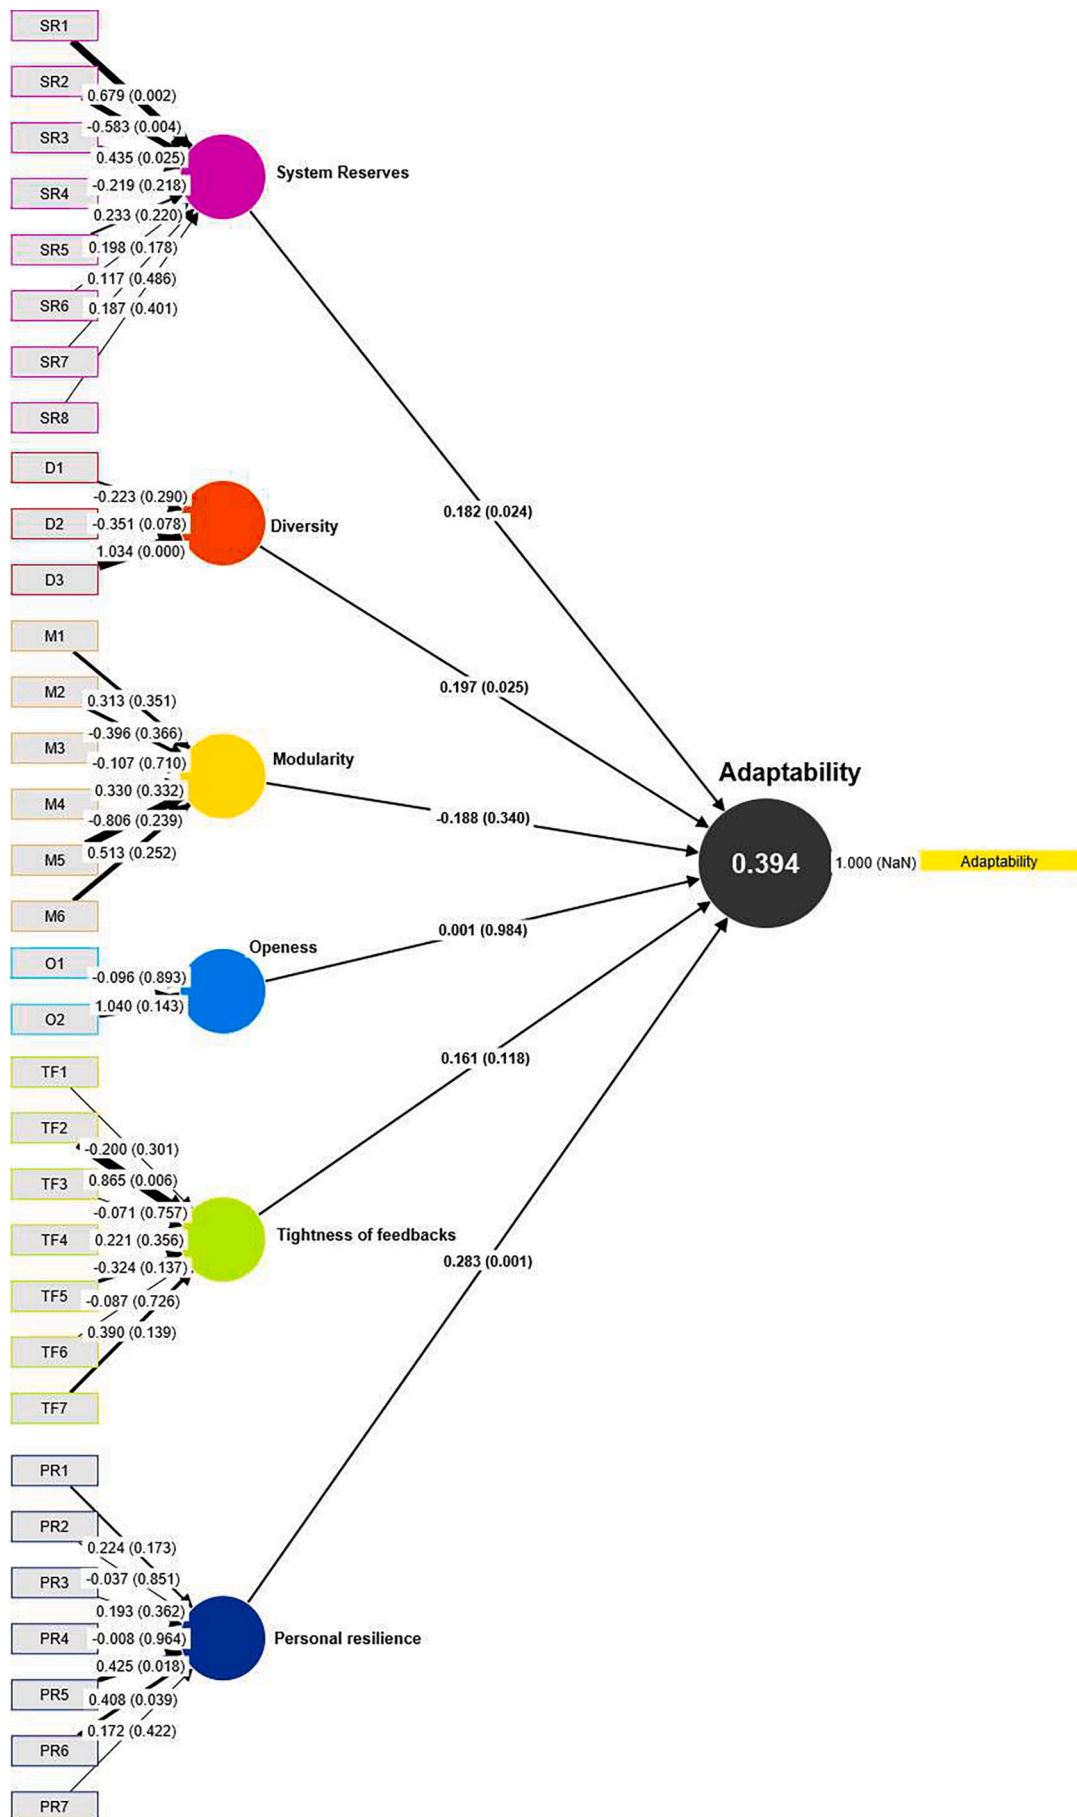 SR1
SR2
0.679 (0.002)
-0.583 (0.004)
SR3
0.435 (0.025)
-0.219 (0.218)
SR4
0.233 (0.220)
SR5
0.198 (0.178)
0.117 (0.486)
SR6
0.187 (0.401)
SR7
SR8
System Reserves
D1
-0.223 (0.290)
D2
-0.351 (0.078)
1.034 (0.000)
D3
Diversity
M1
M2
0.313 (0.351)
-0.396 (0.366)
M3
-0.107 (0.710)
0.330 (0.332)
M4
-0.806 (0.239)
M5
0.513 (0.252)
M6
Modularity
O1
-0.096 (0.893)
1.040 (0.143)
O2
Openess
TF1
TF2
-0.200 (0.301)
0.865 (0.006)
TF3
-0.071 (0.757)
TF4
0.221 (0.356)
-0.324 (0.137)
TF5
-0.087 (0.726)
0.390 (0.139)
TF6
TF7
Tightness of feedbacks
PR1
PR2
0.224 (0.173)
-0.037 (0.851)
PR3
0.193 (0.362)
PR4
-0.008 (0.964)
0.425 (0.018)
PR5
0.408 (0.039)
0.172 (0.422)
PR6
PR7
Personal resilience
0.182 (0.024)
0.197 (0.025)
-0.188 (0.340)
0.001 (0.984)
0.161 (0.118)
0.283 (0.001)
Adaptability
0.394
1.000 (NaN)
Adaptability